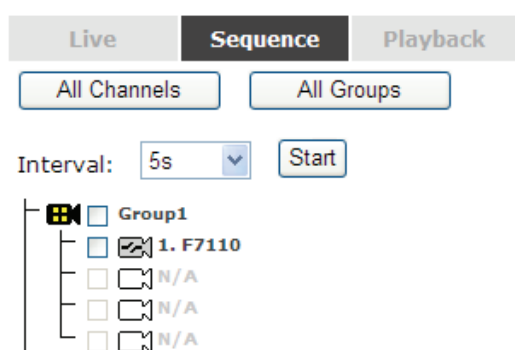 Live Sequence Playback
All Channels All Groups
Interval: 5s Start
Group1
1. F7110
N/A
N/A
N/A